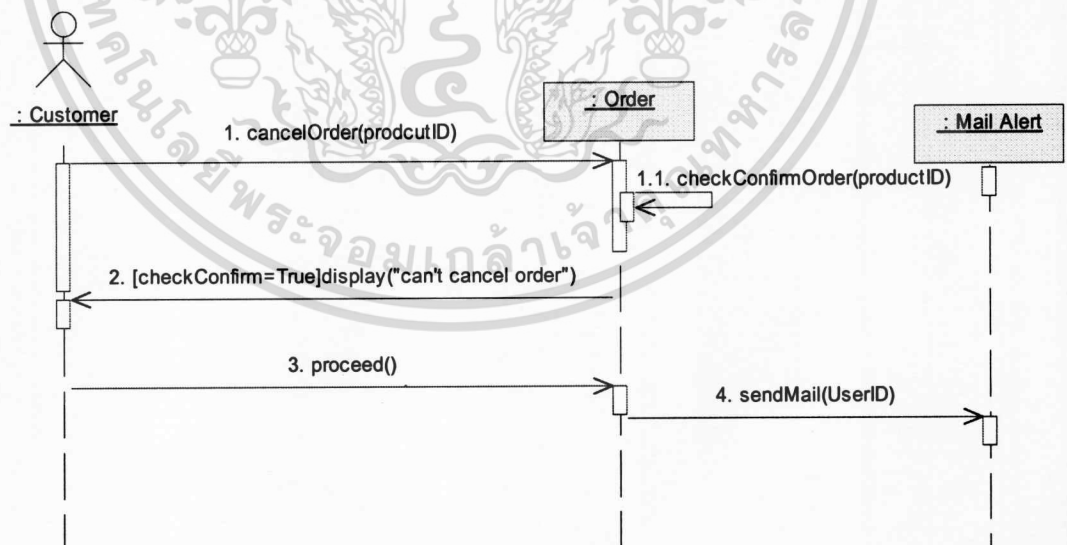 : Customer
: Order
: Mail Alert
1. cancelOrder(prodcutID)
1.1. checkConfirmOrder(productID)
2. [checkConfirm=True]display("can't cancel order")
3. proceed()
4. sendMail(UserID)